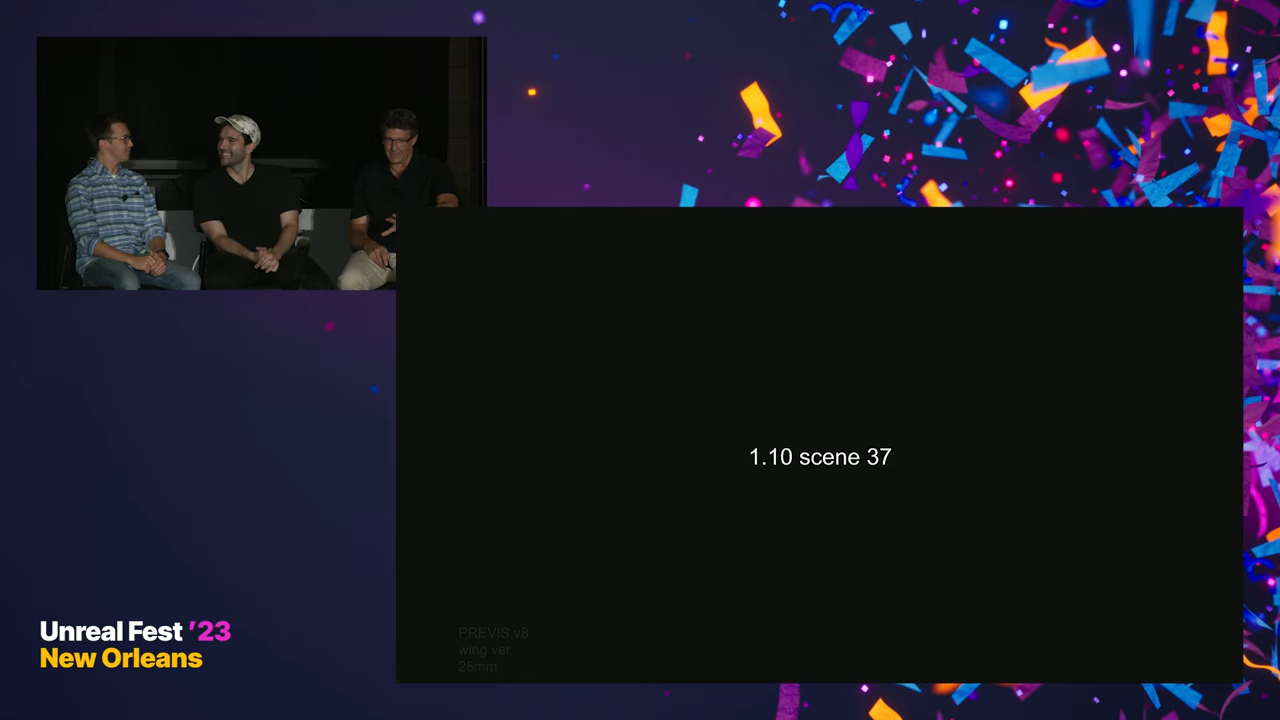 1.10 scene 37
PREVIS v8
wing ver.
25mm
Unreal Fest '23
New Orleans